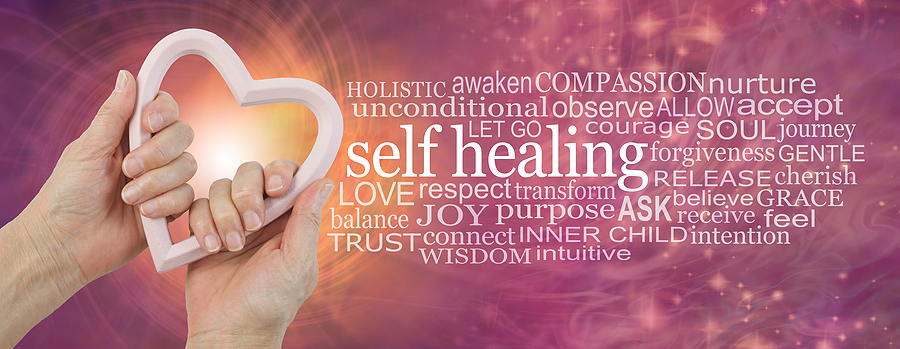 HOLISTIC awaken COMPASSION nurture
unconditional observe ALLOW accept
LET GO courage SOUL journey
self healing forgiveness GENTLE
RELEASE cherish
LOVE respect transform ASK believe GRACE
balance JOY purpose receive feel
TRUST connect INNER CHILD intention
WISDOM intuitive